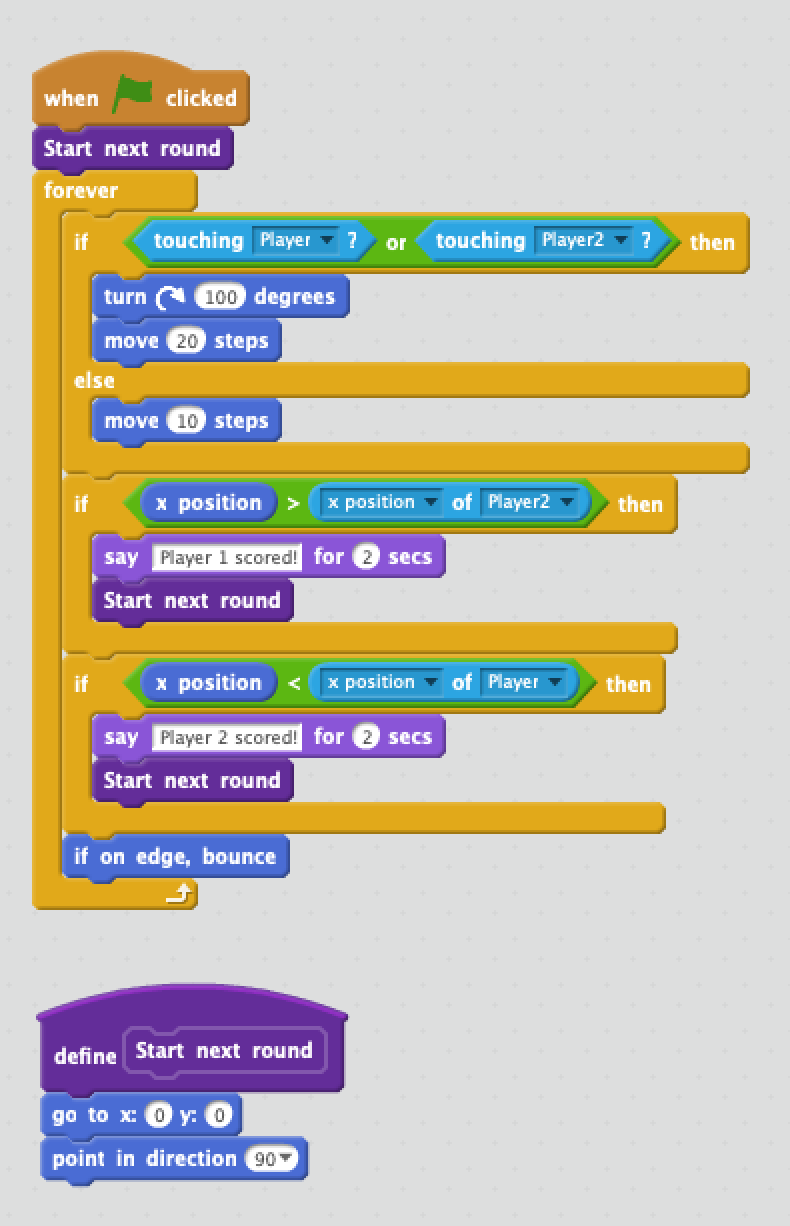 when clicked
Start next round
forever
if touching Player ? or touching Player2 ? then
turn 100 degrees
move 20 steps
else
move 10 steps
if x position > x position of Player2 then
say Player 1 scored! for 2 secs
Start next round
if x position < x position of Player then
say Player 2 scored! for 2 secs
Start next round
if on edge, bounce
define Start next round
go to x: 0 y: 0
point in direction 90